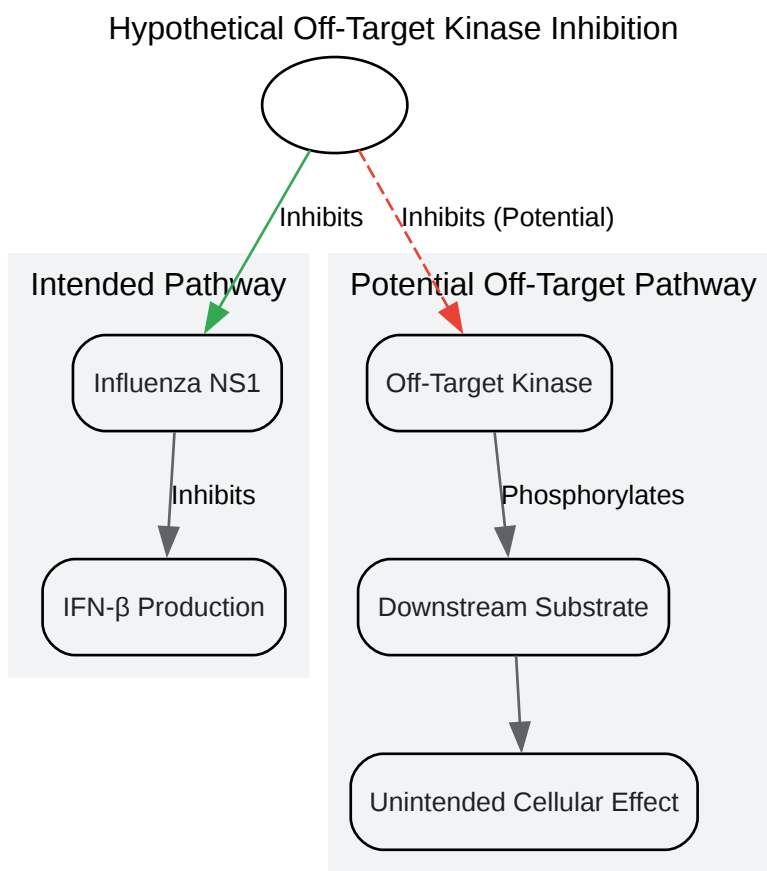 Hypothetical Off-Target Kinase Inhibition
Inhibits
Inhibits (Potential)
Intended Pathway
Potential Off-Target Pathway
Influenza NS1
Off-Target Kinase
Inhibits
Phosphorylates
IFN-β Production
Downstream Substrate
Unintended Cellular Effect